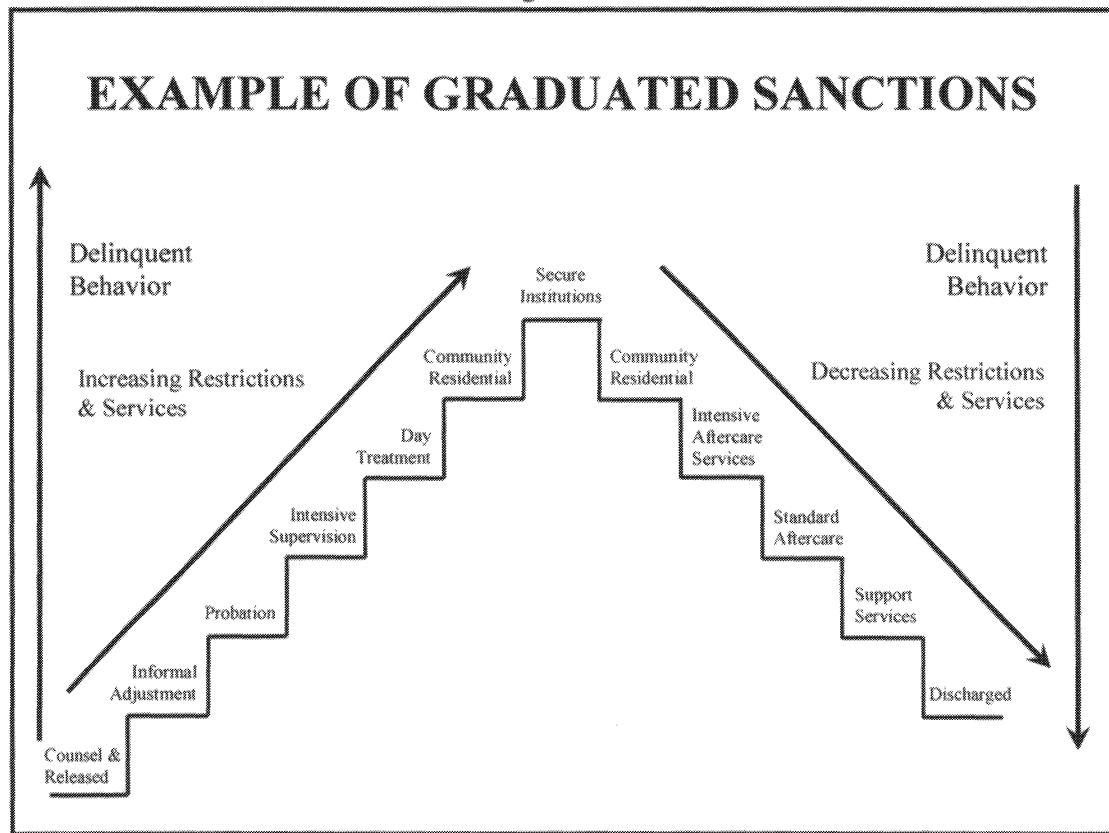 EXAMPLE OF GRADUATED SANCTIONS
Delinquent
Behavior
Increasing Restrictions
& Services
Counsel &
Released
Informal
Adjustment
Probation
Intensive
Supervision
Day
Treatment
Community
Residential
Secure
Institutions
Community
Residential
Intensive
Aftercare
Services
Standard
Aftercare
Support
Services
Discharged
Delinquent
Behavior
Decreasing Restrictions
& Services